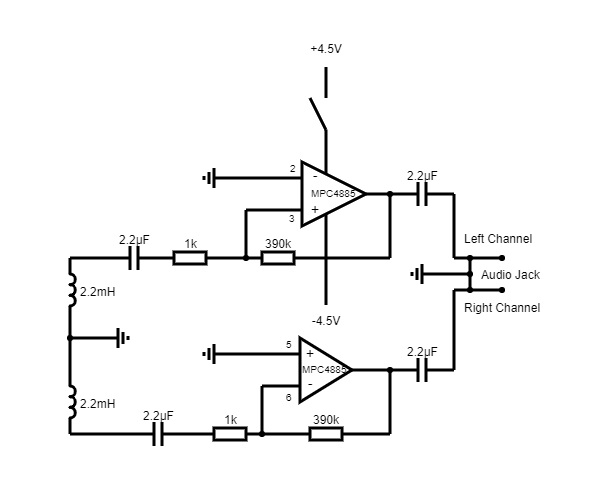 +4.5V
2
-
MPC4885
+
3
2.2µF
2.2µF
1k
390k
Left Channel
Audio Jack
Right Channel
2.2mH
-4.5V
5
+
MPC4885
-
6
2.2µF
2.2mH
2.2µF
1k
390k